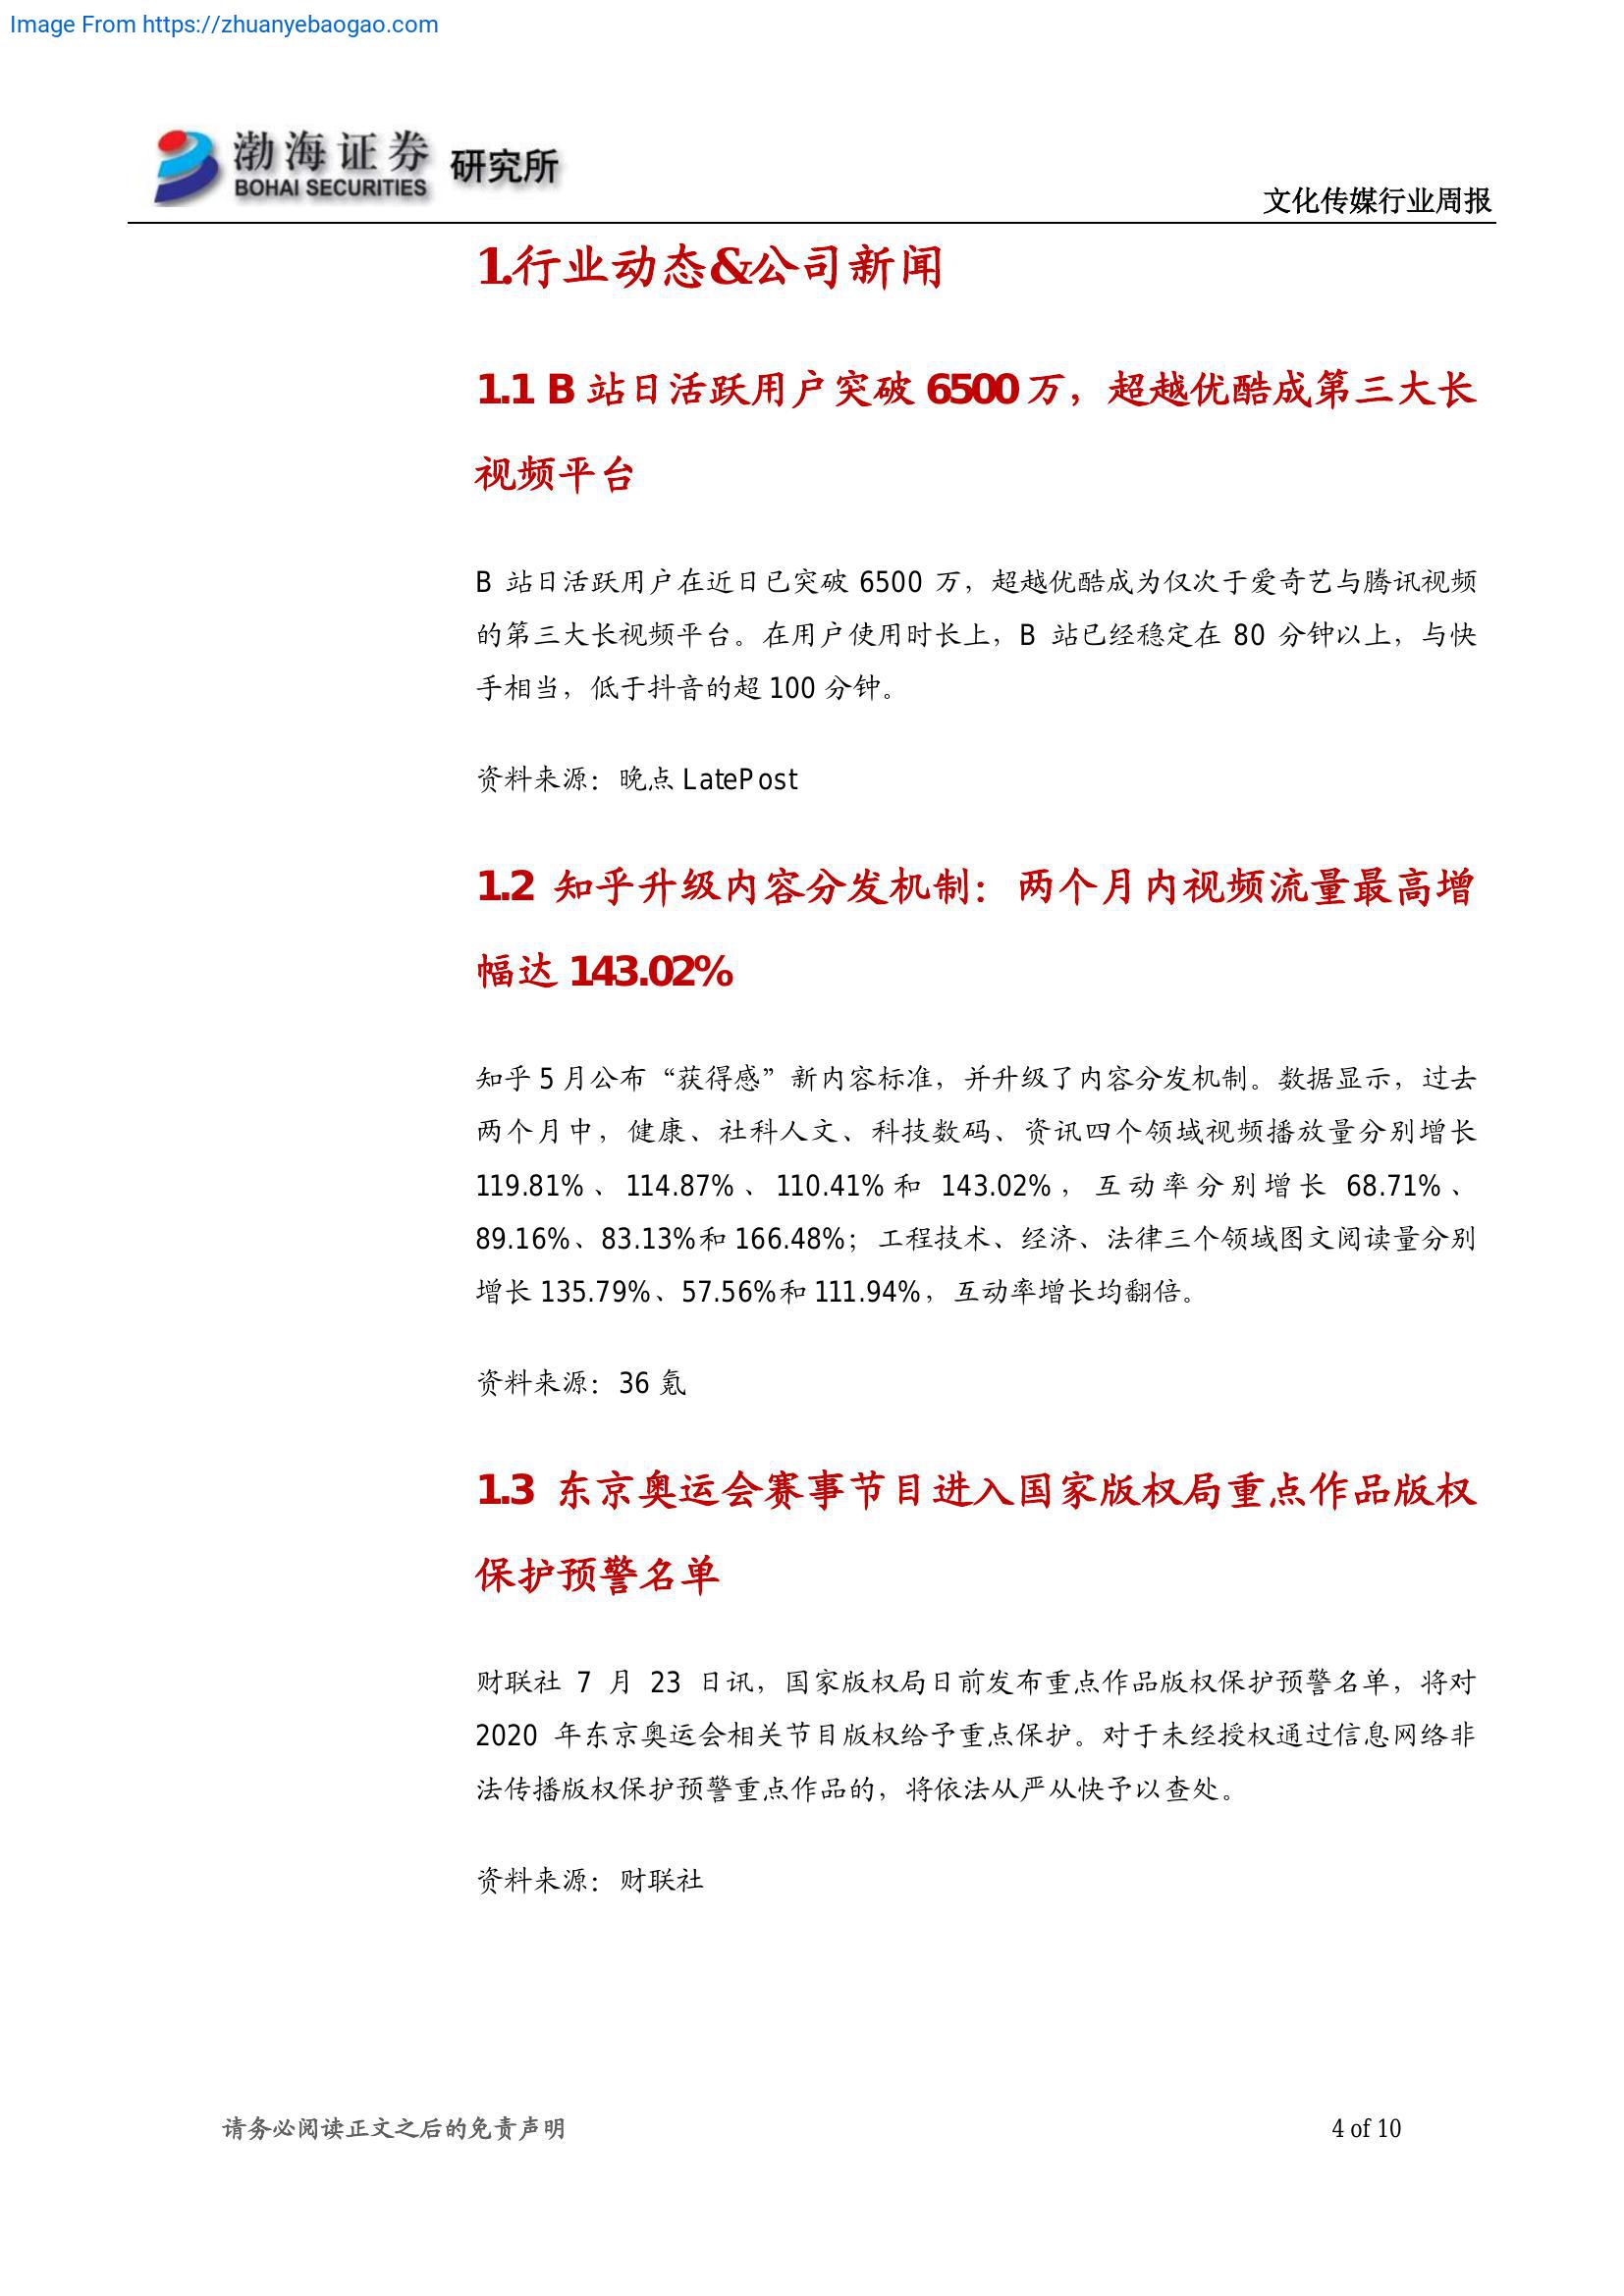 Image From https://zhuanyebaogao.com
渤海证券 研究所
BOHAI SECURITIES
文化传媒行业周报
1.行业动态&公司新闻
1.1 B 站日活跃用户突破 6500 万，超越优酷成第三大长
视频平台
B 站日活跃用户在近日已突破 6500 万，超越优酷成为仅次于爱奇艺与腾讯视频
的第三大长视频平台。在用户使用时长上，B 站已经稳定在 80 分钟以上，与快
手相当，低于抖音的超 100 分钟。
资料来源：晚点 LatePost
1.2 知乎升级内容分发机制：两个月内视频流量最高增
幅达 143.02%
知乎 5 月公布“获得感”新内容标准，并升级了内容分发机制。数据显示，过去
两个月中，健康、社科人文、科技数码、资讯四个领域视频播放量分别增长
119.81%、114.87%、110.41%和 143.02%，互动率分别增长 68.71%、
89.16%、83.13%和 166.48%；工程技术、经济、法律三个领域图文阅读量分别
增长 135.79%、57.56%和 111.94%，互动率增长均翻倍。
资料来源：36 氪
1.3 东京奥运会赛事节目进入国家版权局重点作品版权
保护预警名单
财联社 7 月 23 日讯，国家版权局日前发布重点作品版权保护预警名单，将对
2020 年东京奥运会相关节目版权给予重点保护。对于未经授权通过信息网络非
法传播版权保护预警重点作品的，将依法从严从快予以查处。
资料来源：财联社
请务必阅读正文之后的免责声明
4 of 10